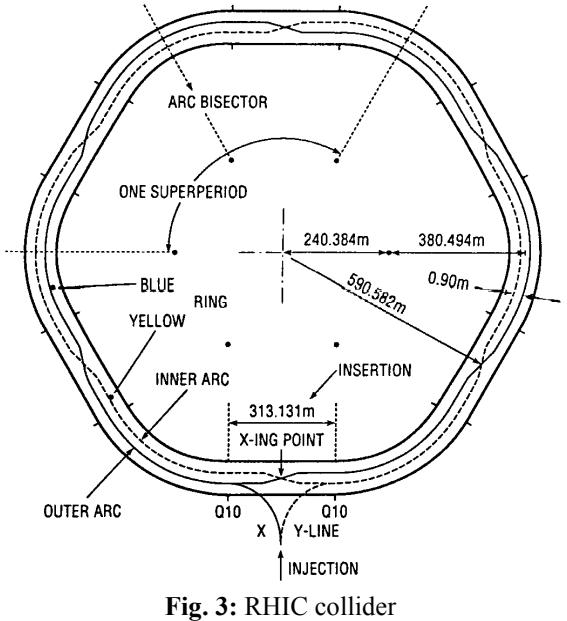 ARC BISECTOR
ONE SUPERPERIOD
240.384m
380.494m
0.90m
590.582m
BLUE
RING
YELLOW
INSERTION
INNER ARC
313.131m
X-ING POINT
OUTER ARC
Q10
X
Y-LINE
Q10
INJECTION
Fig. 3: RHIC collider